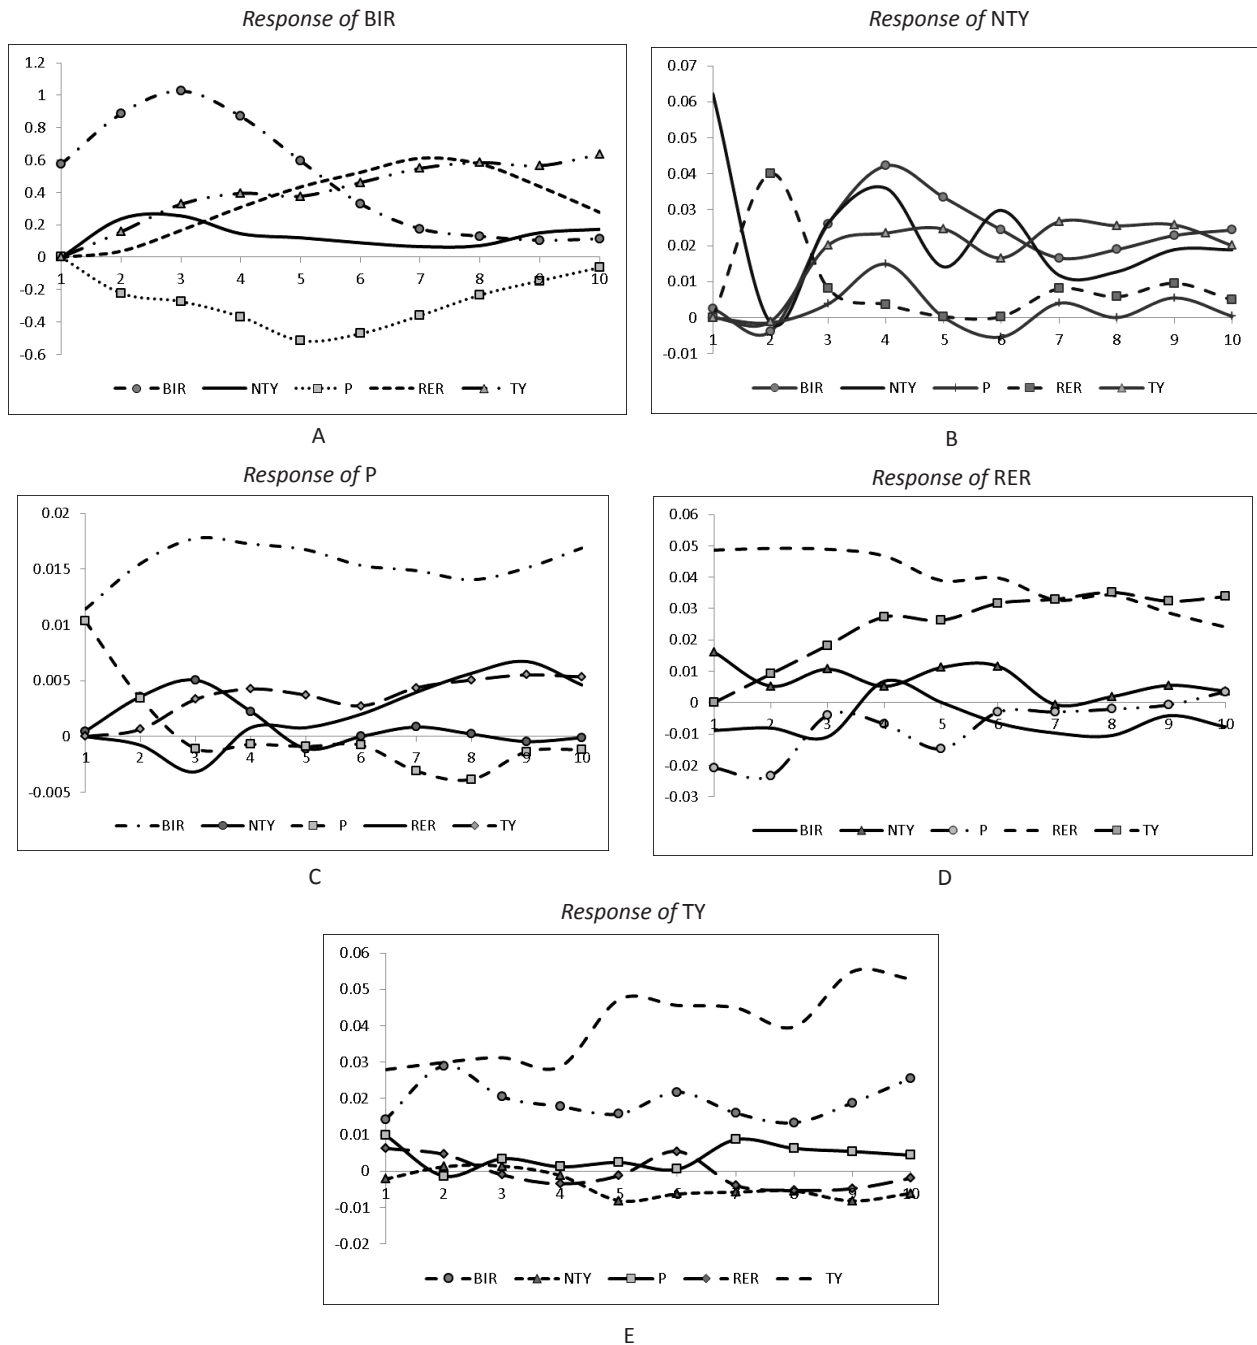 Response of BIR
1.2
1
0.8
0.6
0.4
0.2
0
-0.2
-0.4
-0.6
1 2 3 4 5 6 7 8 9 10
BIR NTY P RER TY
A
Response of NTY
0.07
0.06
0.05
0.04
0.03
0.02
0.01
0
-0.01
1 2 3 4 5 6 7 8 9 10
BIR NTY P RER TY
B
Response of P
0.02
0.015
0.01
0.005
0
-0.005
1 2 3 4 5 6 7 8 9 10
BIR NTY P RER TY
C
Response of RER
0.06
0.05
0.04
0.03
0.02
0.01
0
-0.01
-0.02
-0.03
1 2 3 4 5 6 7 8 9 10
BIR NTY P RER TY
D
Response of TY
0.06
0.05
0.04
0.03
0.02
0.01
0
-0.01
-0.02
1 2 3 4 5 6 7 8 9 10
BIR NTY P RER TY
E